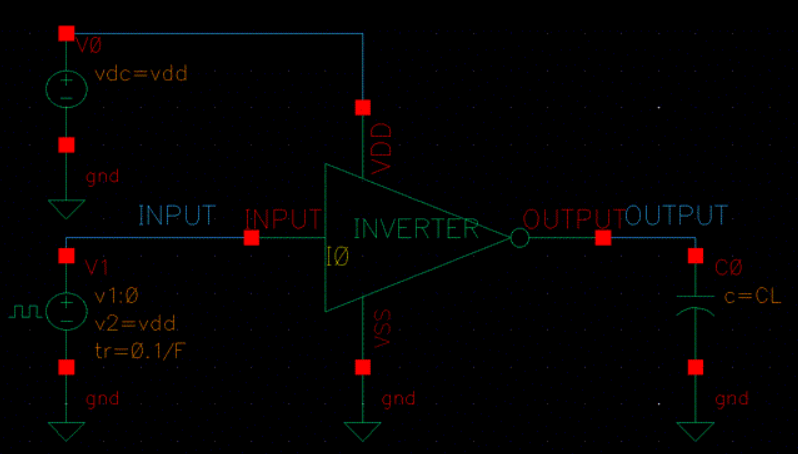 V0
vdc=vdd
gnd
VDD
INPUT
INPUT
INVERTER
I0
OUTPUT
OUTPUT
V1
v1:0
v2=vdd
tr=0.1/F
gnd
VSS
gnd
C0
c=CL
gnd